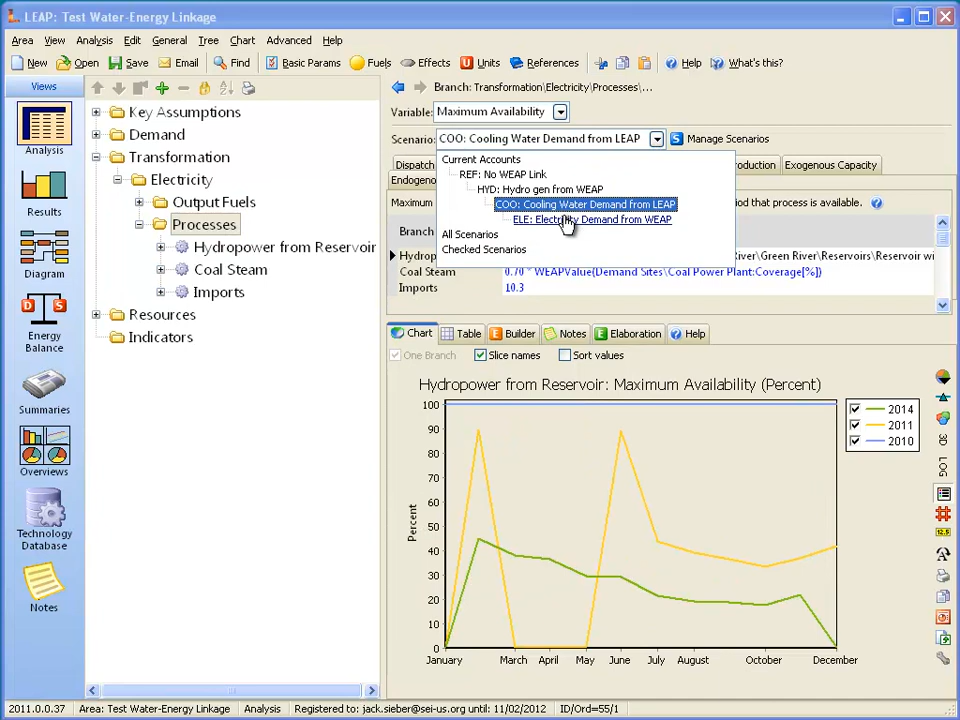 LEAP: Test Water-Energy Linkage
Area View Analysis Edit General Tree Chart Advanced Help
New Open Save Email Find Basic Params Fuels Effects Units References Help What's this?
Views
Analysis
Results
Diagram
Energy
Balance
Summaries
Overviews
Technology
Database
Notes
Key Assumptions
Demand
Transformation
Electricity
Output Fuels
Processes
Hydropower from Reservoir
Coal Steam
Imports
Resources
Indicators
Branch: Transformation\Electricity\Processes\...
Variable: Maximum Availability
Scenario: COO: Cooling Water Demand from LEAP S Manage Scenarios
Current Accounts
REF: No WEAP Link
HYD: Hydro gen from WEAP
COO: Cooling Water Demand from LEAP
ELE: Electricity Demand from WEAP
All Scenarios
Checked Scenarios
Dispatch
oduction Exogenous Capacity
Endogeno
Maximum
iod that process is available.
Branch
\Green River\Reservoirs\Reservoir wi
Coal Steam 0.70 * WEAPValue(Demand Sites\Coal Power Plant:Coverage[%])
Imports 10.3
Chart Table Builder Notes Elaboration Help
One Branch Slice names Sort values
Hydropower from Reservoir: Maximum Availability (Percent)
100
90
80
70
60
50
40
30
20
10
0
Percent
January March April May June July August October December
2014
2011
2010
3D
LOG
2011.0.0.37 Area: Test Water-Energy Linkage Analysis Registered to: jack.sieber@sei-us.org until: 11/02/2012 ID/Ord=55/1